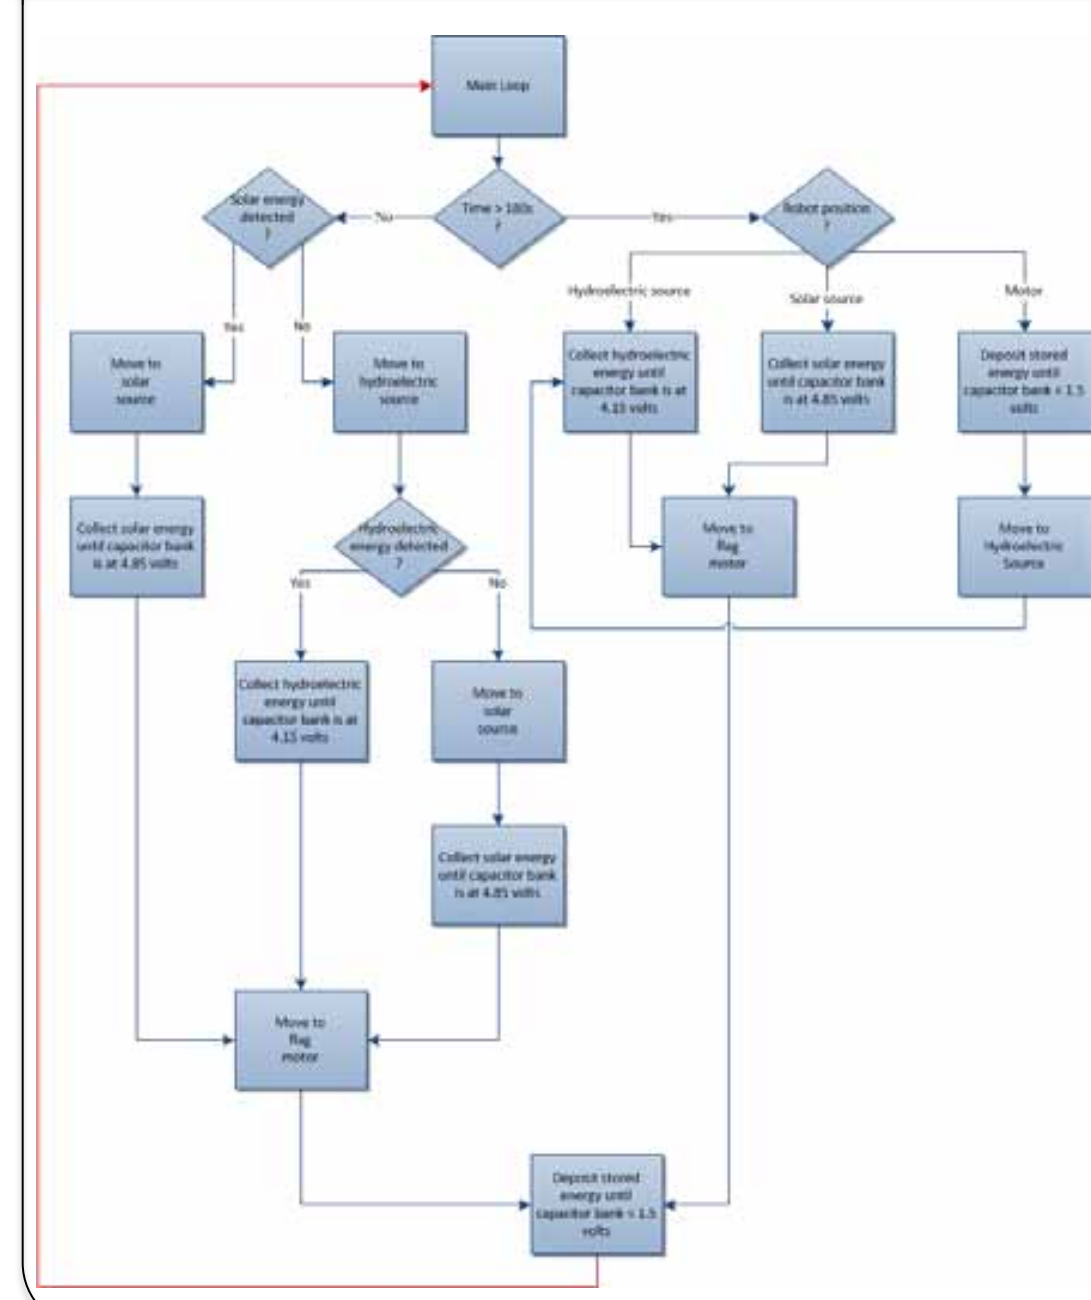 Main Loop
Solar energy
detected
?
No
Time > 180s
?
Yes
Robot position
?
Hydroelectric source
Solar source
Motor
Yes
No
Move to
solar
source
Move to
hydroelectric
source
Collect hydroelectric
energy until
capacitor bank is at
4.15 volts
Collect solar energy
until capacitor bank
is at 4.85 volts
Deposit stored
energy until
capacitor bank < 1.5
volts
Collect solar energy
until capacitor bank
is at 4.85 volts
Hydroelectric
energy detected
?
Move to
flag
motor
Move to
Hydroelectric
Source
Yes
No
Collect hydroelectric
energy until
capacitor bank is at
4.15 volts
Move to
solar
source
Collect solar energy
until capacitor bank
is at 4.85 volts
Move to
flag
motor
Deposit stored
energy until
capacitor bank < 1.5
volts